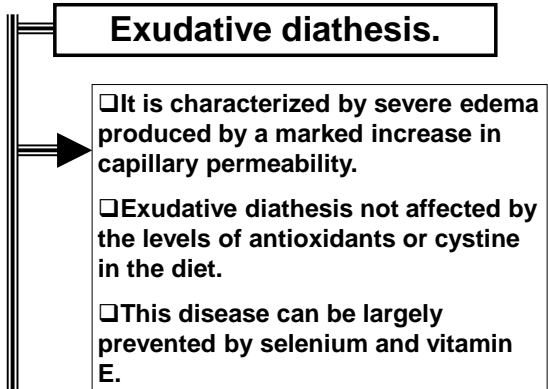 Exudative diathesis.
❑It is characterized by severe edema
produced by a marked increase in
capillary permeability.
❑Exudative diathesis not affected by
the levels of antioxidants or cystine
in the diet.
❑This disease can be largely
prevented by selenium and vitamin
E.